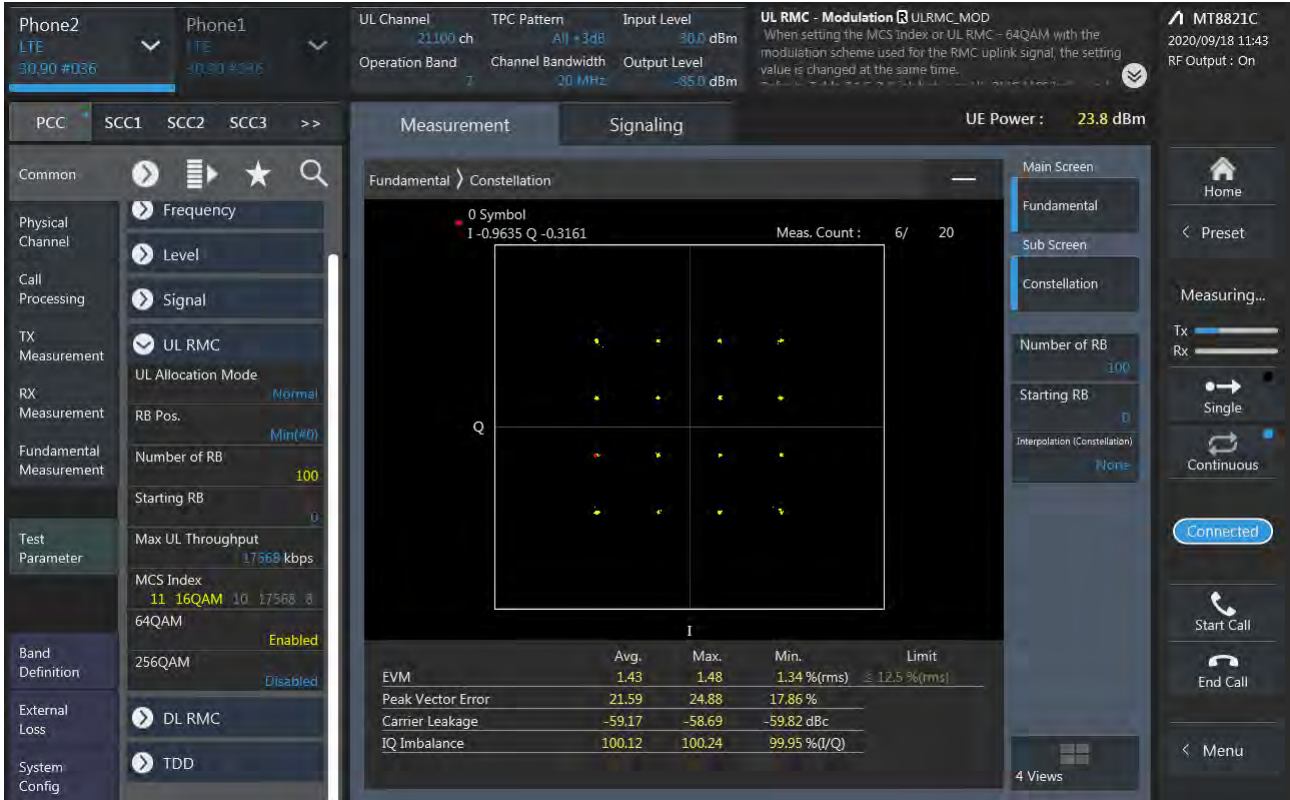 Phone2
LTE
30.90 #036
Phone1
LTE
UL Channel
21100 ch
Operation Band
7
TPC Pattern
All +3dB
Channel Bandwidth
20 MHz
Input Level
30.0 dBm
Output Level
-85.0 dBm
UL RMC - Modulation R ULRMC_MOD
When setting the MCS Index or UL RMC - 64QAM with the
modulation scheme used for the RMC uplink signal, the setting
value is changed at the same time.
MT8821C
2020/09/18 11:43
RF Output : On
PCC SCC1 SCC2 SCC3 >>
Measurement
Signaling
UE Power : 23.8 dBm
Common
Physical
Channel
Call
Processing
TX
Measurement
RX
Measurement
Fundamental
Measurement
Test
Parameter
Band
Definition
External
Loss
System
Config
Frequency
Level
Signal
UL RMC
UL Allocation Mode
Normal
RB Pos.
Min(#0)
Number of RB
100
Starting RB
0
Max UL Throughput
17568 kbps
MCS Index
11 16QAM 10 17568 8
64QAM
Enabled
256QAM
Disabled
DL RMC
TDD
Fundamental 〉 Constellation
0 Symbol
I -0.9635 Q -0.3161
Meas. Count : 6/ 20
Q
I
Avg. Max. Min. Limit
EVM 1.43 1.48 1.34 %(rms) ≦ 12.5 %(rms)
Peak Vector Error 21.59 24.88 17.86 %
Carrier Leakage -59.17 -58.69 -59.82 dBc
IQ Imbalance 100.12 100.24 99.95 %(I/Q)
Main Screen
Fundamental
Sub Screen
Constellation
Number of RB
100
Starting RB
0
Interpolation (Constellation)
None
4 Views
Home
< Preset
Measuring...
Tx
Rx
Single
Continuous
Connected
Start Call
End Call
< Menu